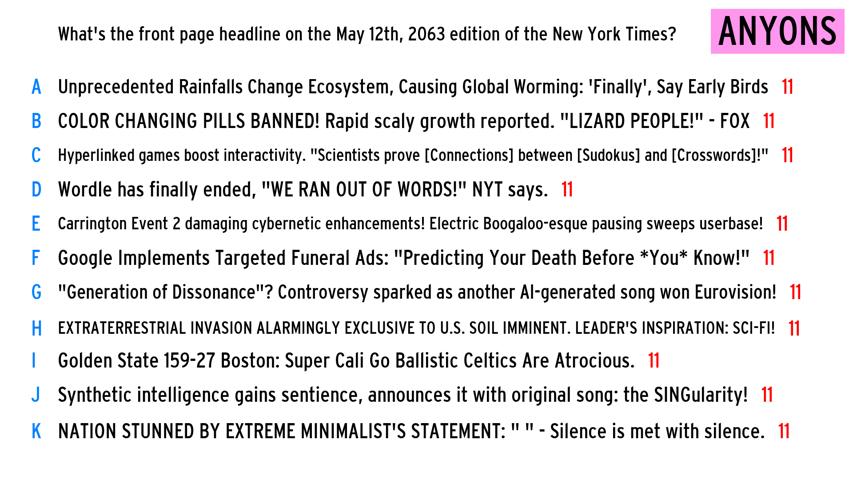 What's the front page headline on the May 12th, 2063 edition of the New York Times?
ANYONS
A Unprecedented Rainfalls Change Ecosystem, Causing Global Worming: 'Finally', Say Early Birds 11
B COLOR CHANGING PILLS BANNED! Rapid scaly growth reported. "LIZARD PEOPLE!" - FOX 11
C Hyperlinked games boost interactivity. "Scientists prove [Connections] between [Sudokus] and [Crosswords]!" 11
D Wordle has finally ended, "WE RAN OUT OF WORDS!" NYT says. 11
E Carrington Event 2 damaging cybernetic enhancements! Electric Boogaloo-esque pausing sweeps userbase! 11
F Google Implements Targeted Funeral Ads: "Predicting Your Death Before *You* Know!" 11
G "Generation of Dissonance"? Controversy sparked as another AI-generated song won Eurovision! 11
H EXTRATERRESTRIAL INVASION ALARMINGLY EXCLUSIVE TO U.S. SOIL IMMINENT. LEADER'S INSPIRATION: SCI-FI! 11
I Golden State 159-27 Boston: Super Cali Go Ballistic Celtics Are Atrocious. 11
J Synthetic intelligence gains sentience, announces it with original song: the SINGularity! 11
K NATION STUNNED BY EXTREME MINIMALIST'S STATEMENT: " " - Silence is met with silence. 11